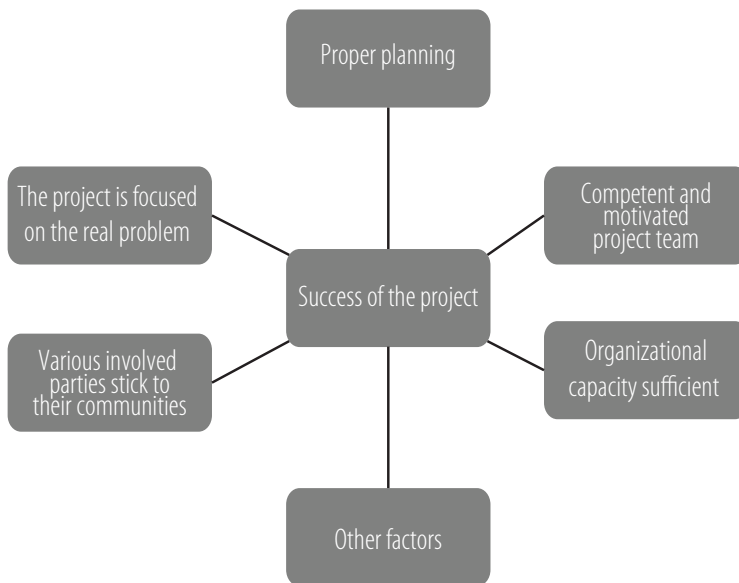 Proper planning
The project is focused
on the real problem
Competent and
motivated
project team
Success of the project
Various involved
parties stick to
their communities
Organizational
capacity sufficient
Other factors